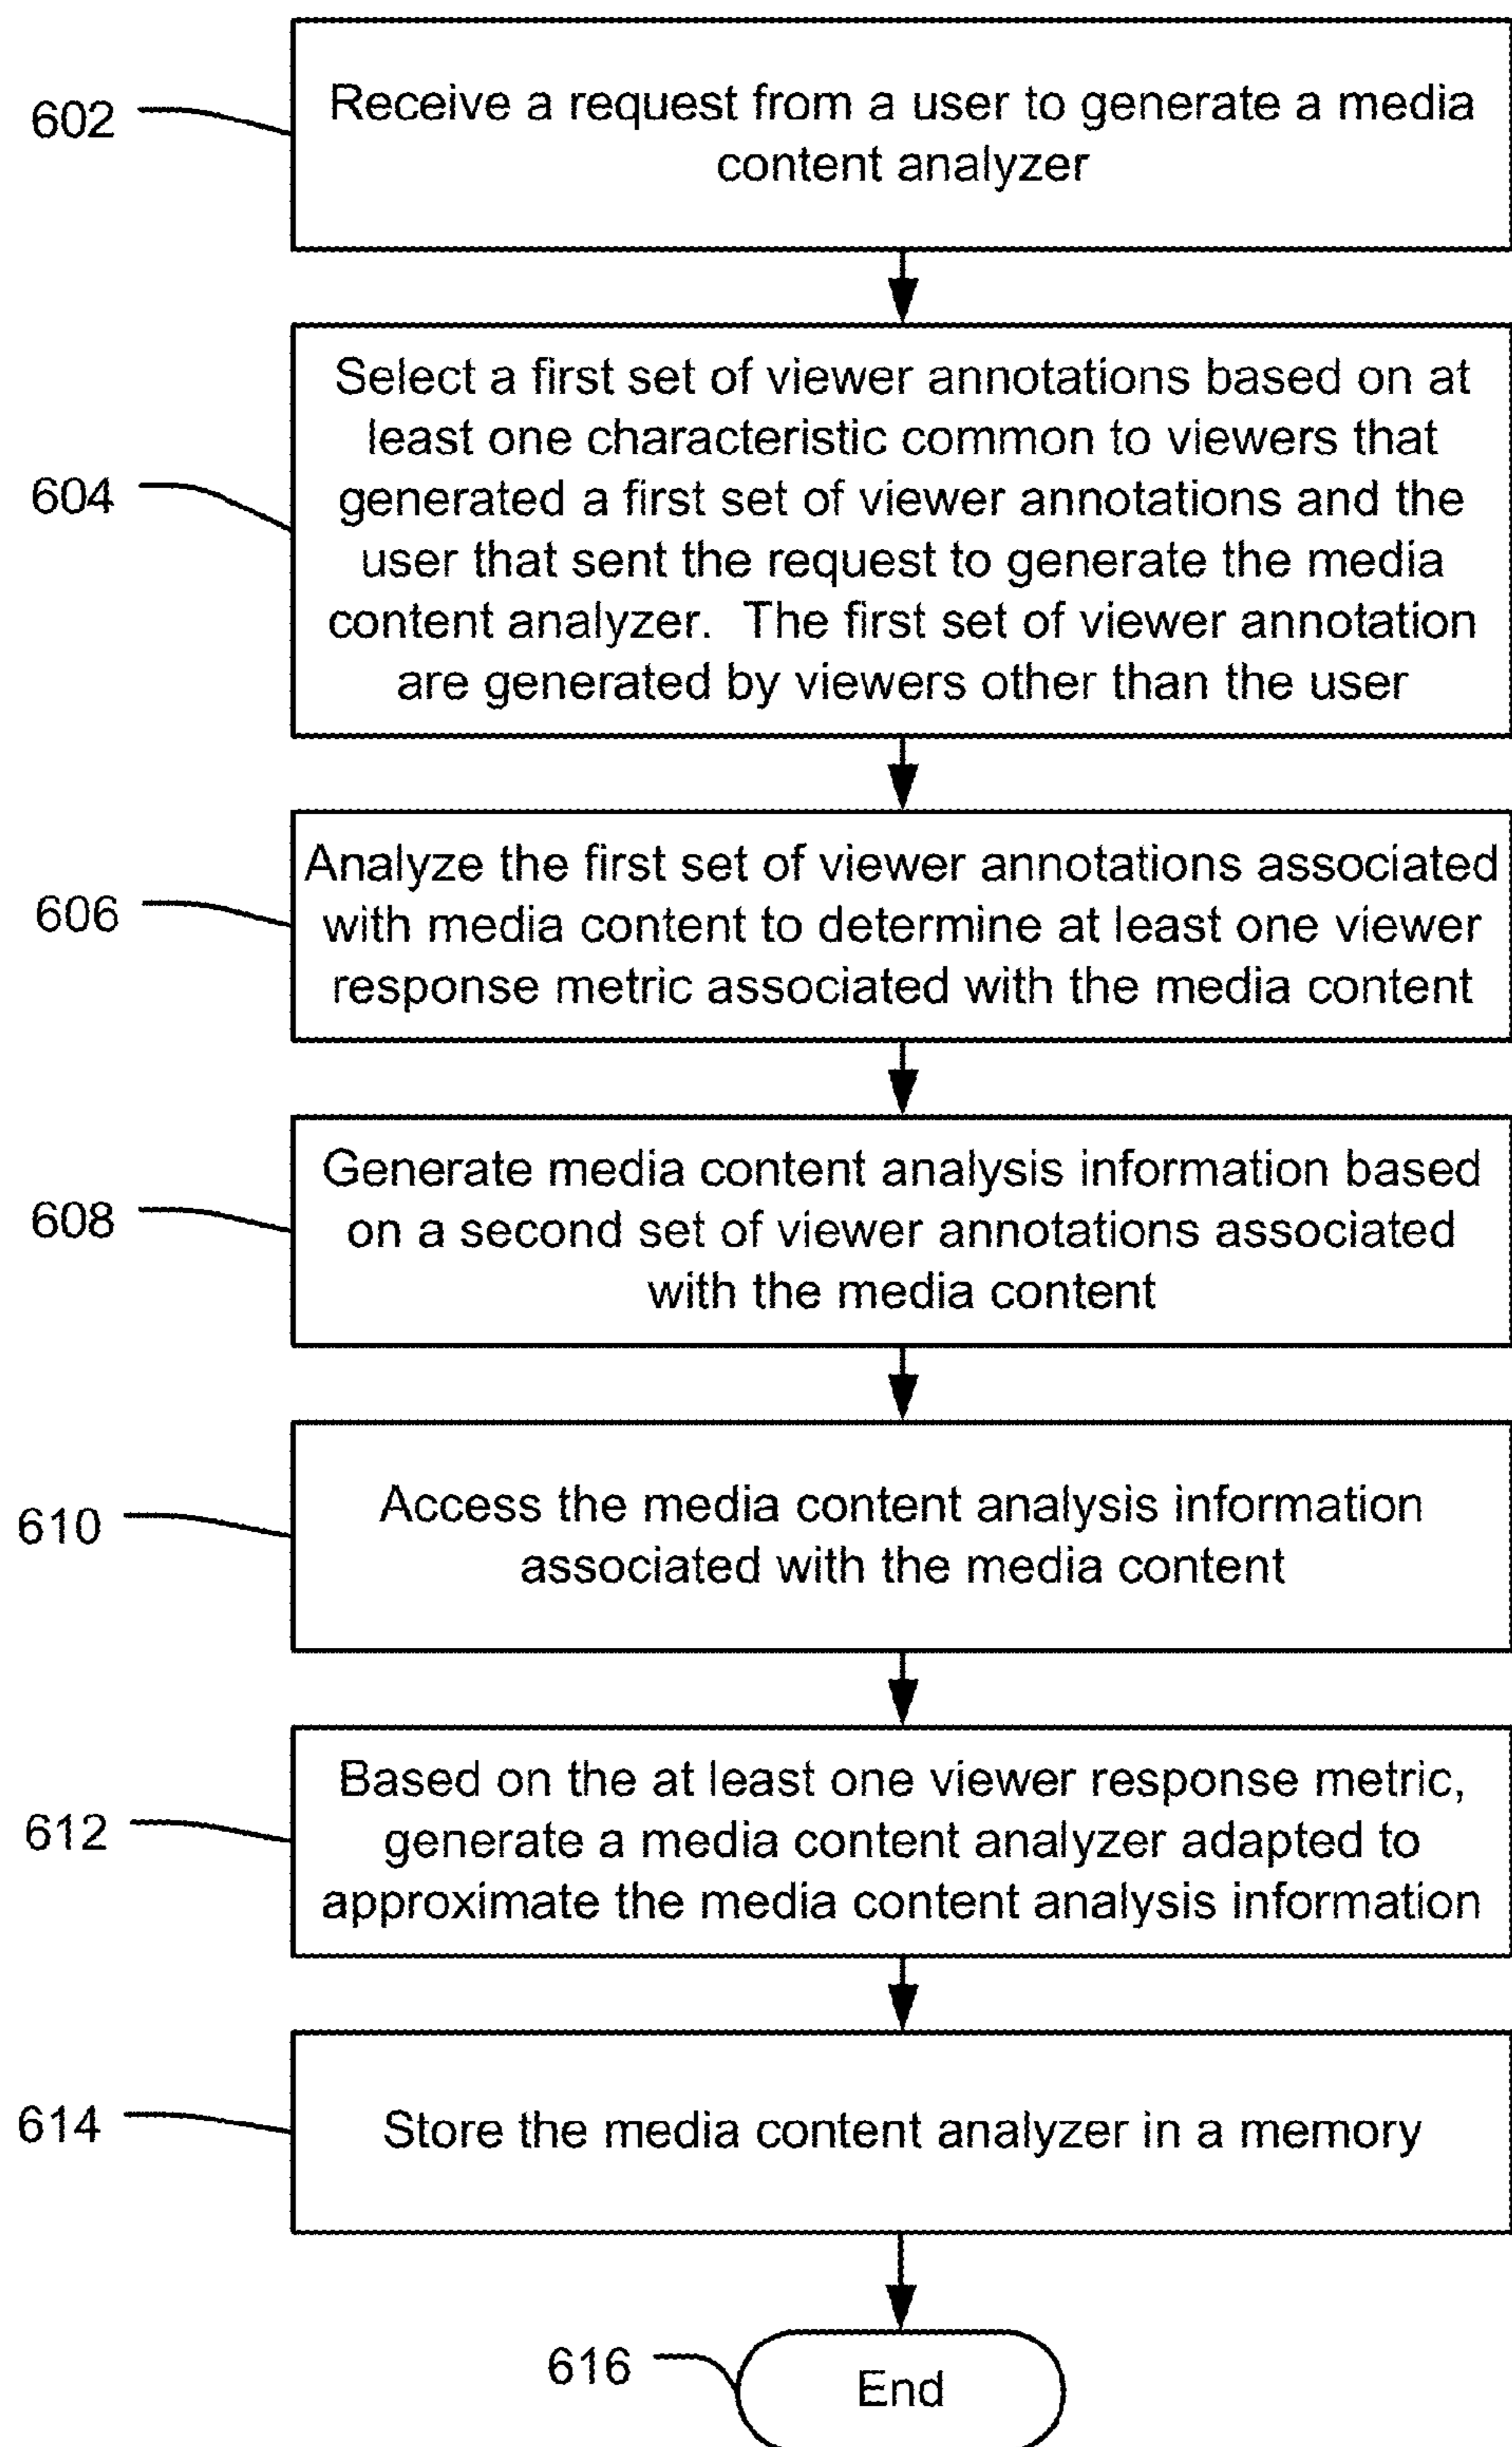 602
Receive a request from a user to generate a media
content analyzer
604
Select a first set of viewer annotations based on at
least one characteristic common to viewers that
generated a first set of viewer annotations and the
user that sent the request to generate the media
content analyzer.  The first set of viewer annotation
are generated by viewers other than the user
606
Analyze the first set of viewer annotations associated
with media content to determine at least one viewer
response metric associated with the media content
608
Generate media content analysis information based
on a second set of viewer annotations associated
with the media content
610
Access the media content analysis information
associated with the media content
612
Based on the at least one viewer response metric,
generate a media content analyzer adapted to
approximate the media content analysis information
614
Store the media content analyzer in a memory
616
End